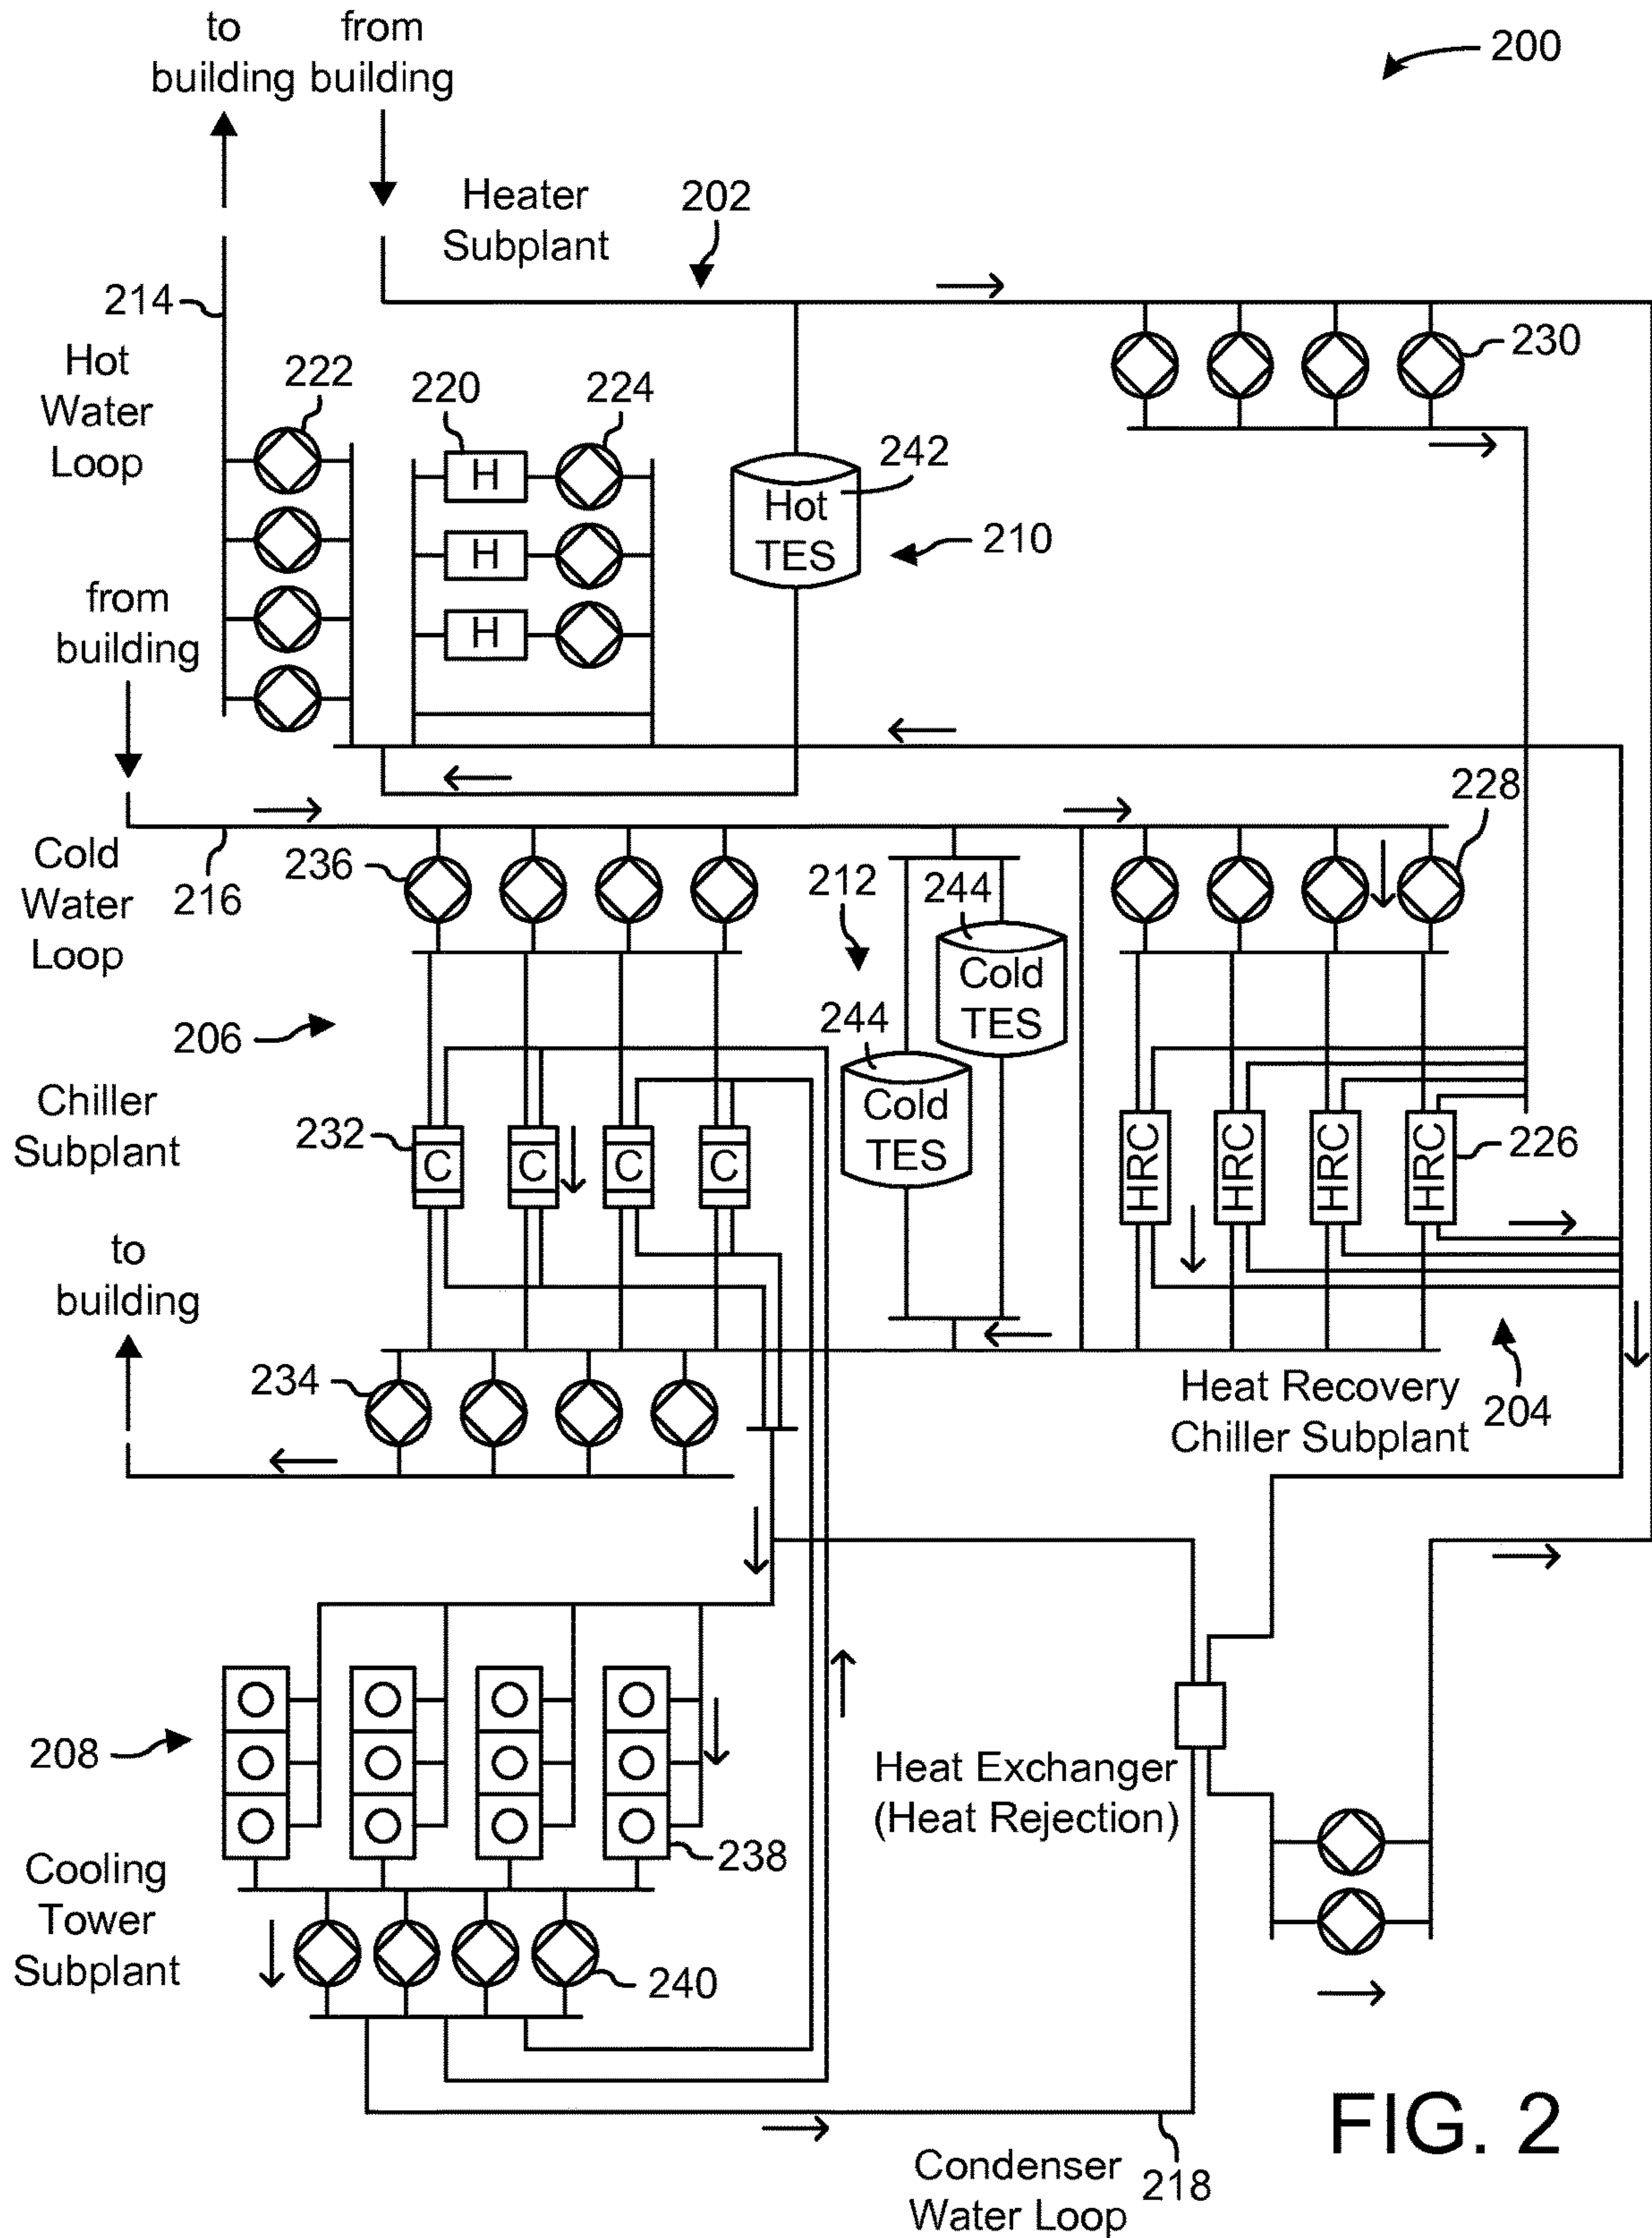 to
building
from
building
200
Heater
Subplant
202
214
Hot
Water
Loop
222
220
224
H
H
H
Hot
TES
242
210
230
from
building
Cold
Water
Loop
216
236
212
244
Cold
TES
244
Cold
TES
228
206
Chiller
Subplant
232
C
C
C
C
HRC
HRC
HRC
HRC
226
to
building
234
Heat Recovery
Chiller Subplant
204
208
Heat Exchanger
(Heat Rejection)
238
Cooling
Tower
Subplant
240
Condenser
Water Loop
218
FIG. 2